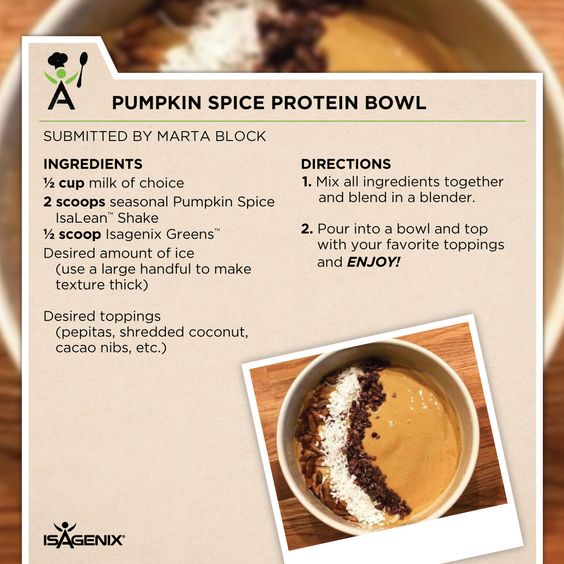 PUMPKIN SPICE PROTEIN BOWL
SUBMITTED BY MARTA BLOCK
INGREDIENTS
½ cup milk of choice
2 scoops seasonal Pumpkin Spice
IsaLean™ Shake
½ scoop Isagenix Greens™
Desired amount of ice
(use a large handful to make
texture thick)
Desired toppings
(pepitas, shredded coconut,
cacao nibs, etc.)
DIRECTIONS
1. Mix all ingredients together
and blend in a blender.
2. Pour into a bowl and top
with your favorite toppings
and ENJOY!
ISAGENIX®